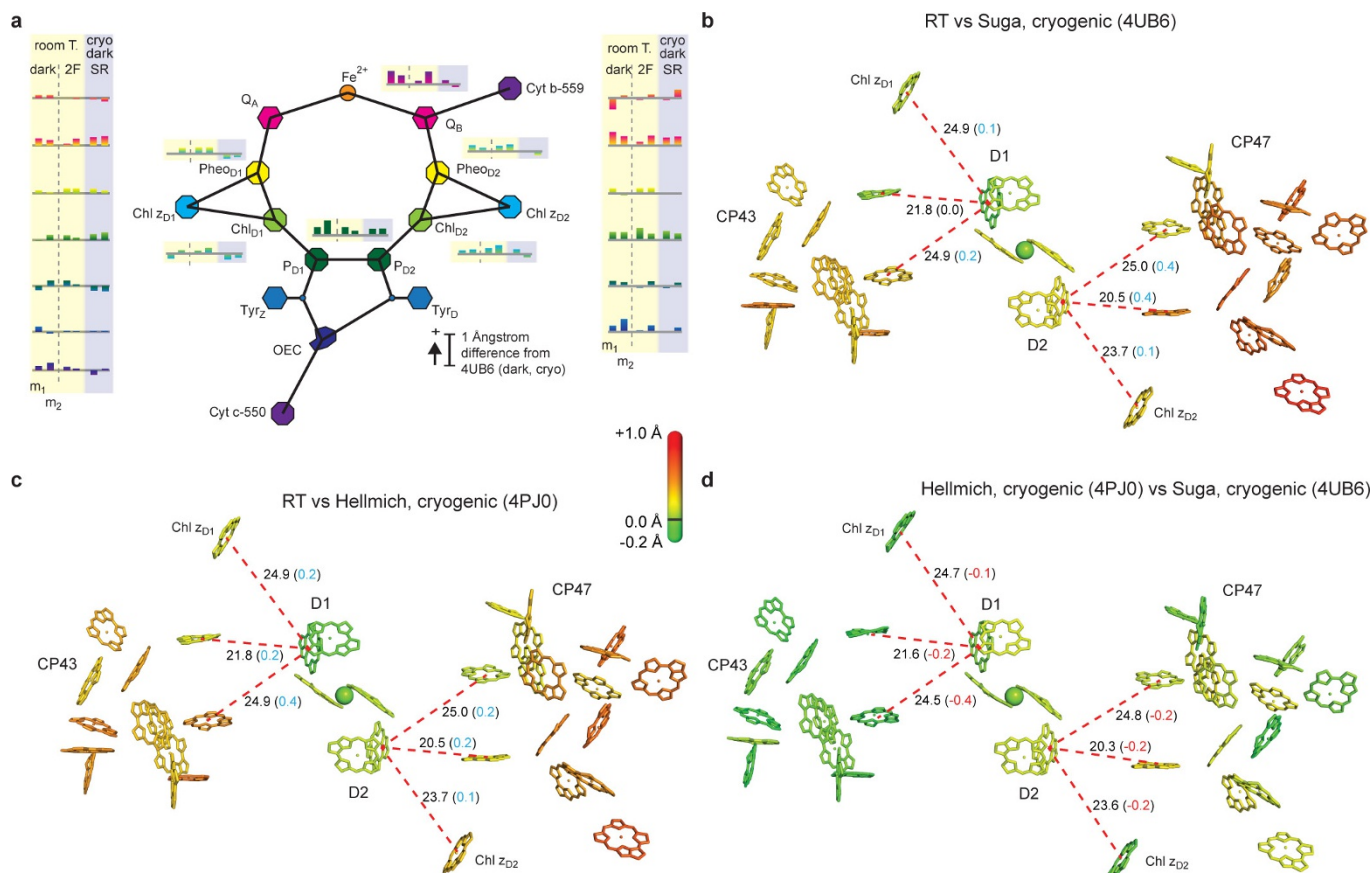 a
room T.
cryo
dark
dark
2F
SR
m1
m2
Fe2+
QA
QB
Cyt b-559
PheoD1
PheoD2
Chl zD1
Chl zD2
ChlD1
ChlD2
PD1
PD2
TyrZ
TyrD
OEC
Cyt c-550
+
1 Ångstrom
difference from
4UB6 (dark, cryo)
room T.
cryo
dark
dark
2F
SR
m1
m2
b
RT vs Suga, cryogenic (4UB6)
Chl zD1
24.9 (0.1)
D1
CP47
CP43
21.8 (0.0)
24.9 (0.2)
25.0 (0.4)
20.5 (0.4)
D2
23.7 (0.1)
Chl zD2
+1.0 Å
0.0 Å
-0.2 Å
c
RT vs Hellmich, cryogenic (4PJ0)
Chl zD1
24.9 (0.2)
D1
CP47
CP43
21.8 (0.2)
24.9 (0.4)
25.0 (0.2)
20.5 (0.2)
D2
23.7 (0.1)
Chl zD2
d
Hellmich, cryogenic (4PJ0) vs Suga, cryogenic (4UB6)
Chl zD1
24.7 (-0.1)
D1
CP47
CP43
21.6 (-0.2)
24.5 (-0.4)
24.8 (-0.2)
20.3 (-0.2)
D2
23.6 (-0.2)
Chl zD2